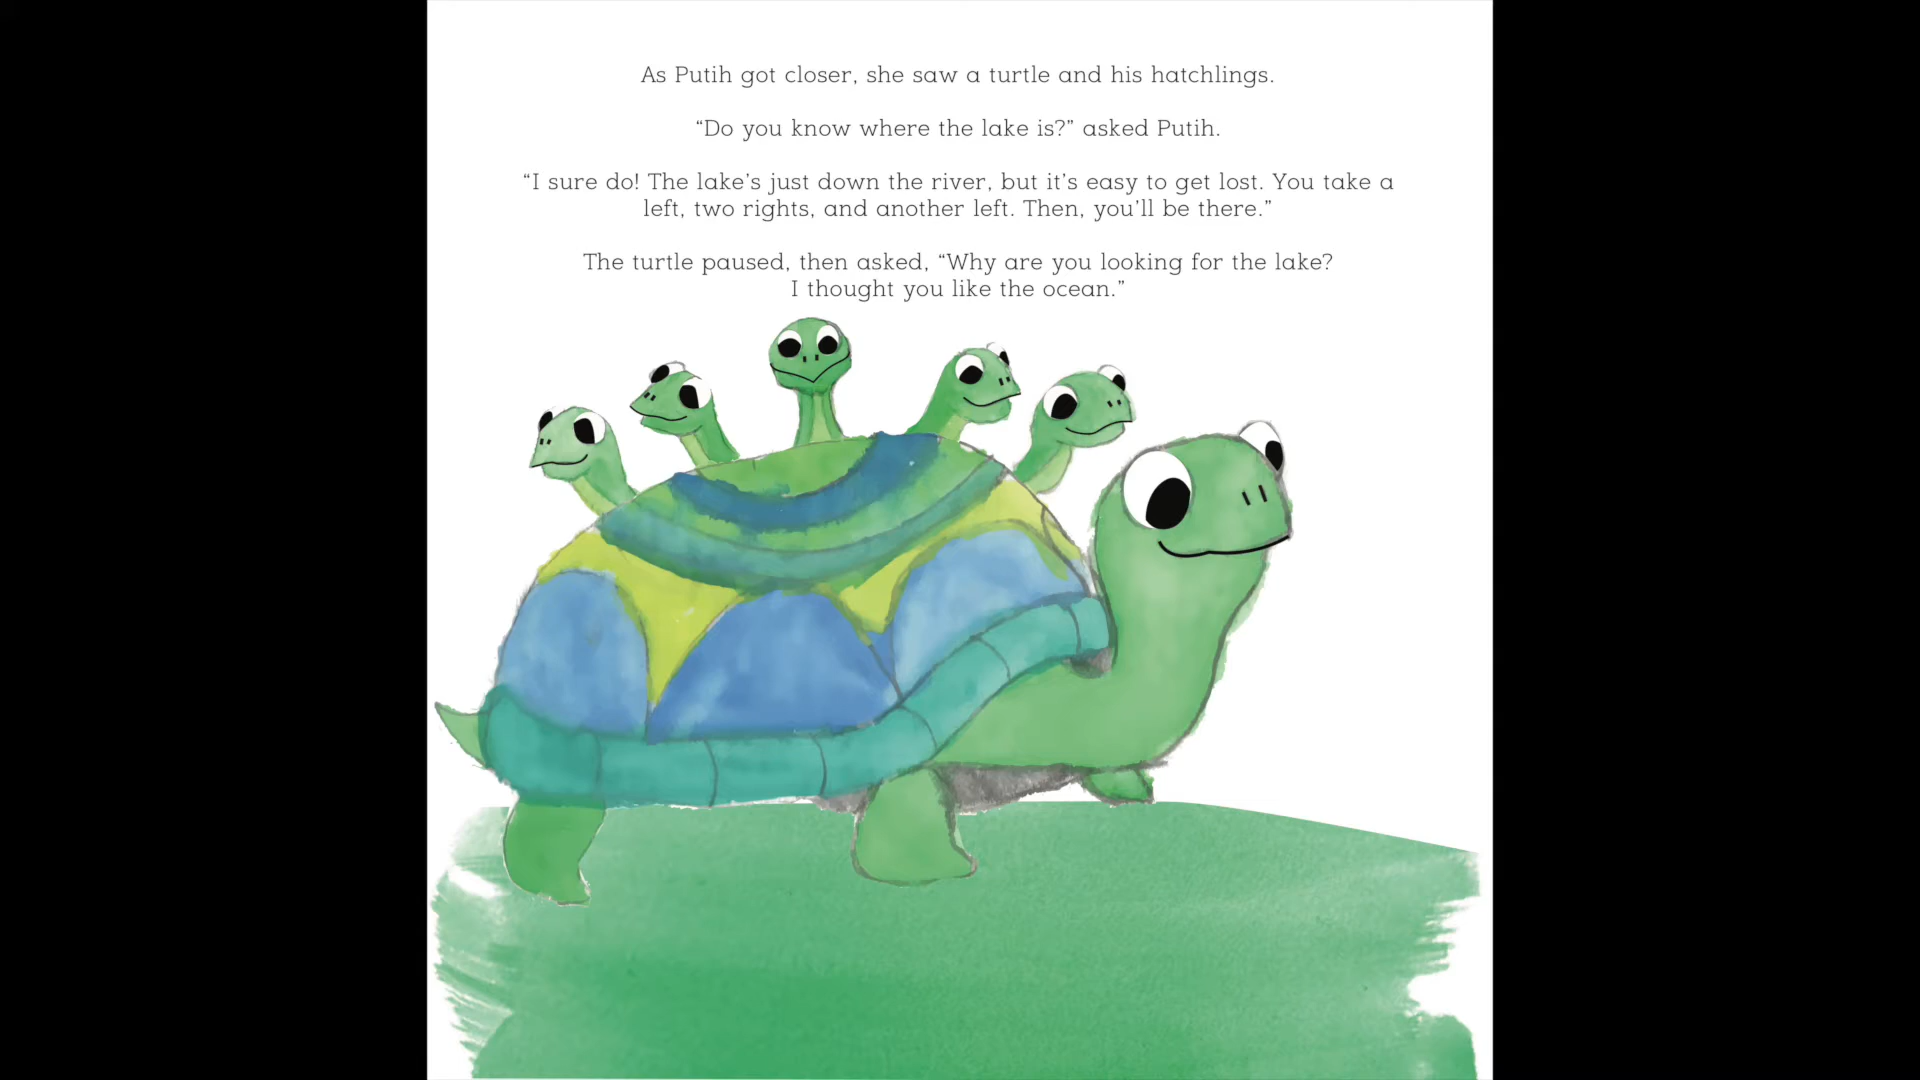 As Putih got closer, she saw a turtle and his hatchlings.
“Do you know where the lake is?” asked Putih.
“I sure do! The lake’s just down the river, but it’s easy to get lost. You take a
left, two rights, and another left. Then, you’ll be there.”
The turtle paused, then asked, “Why are you looking for the lake?
I thought you like the ocean.”